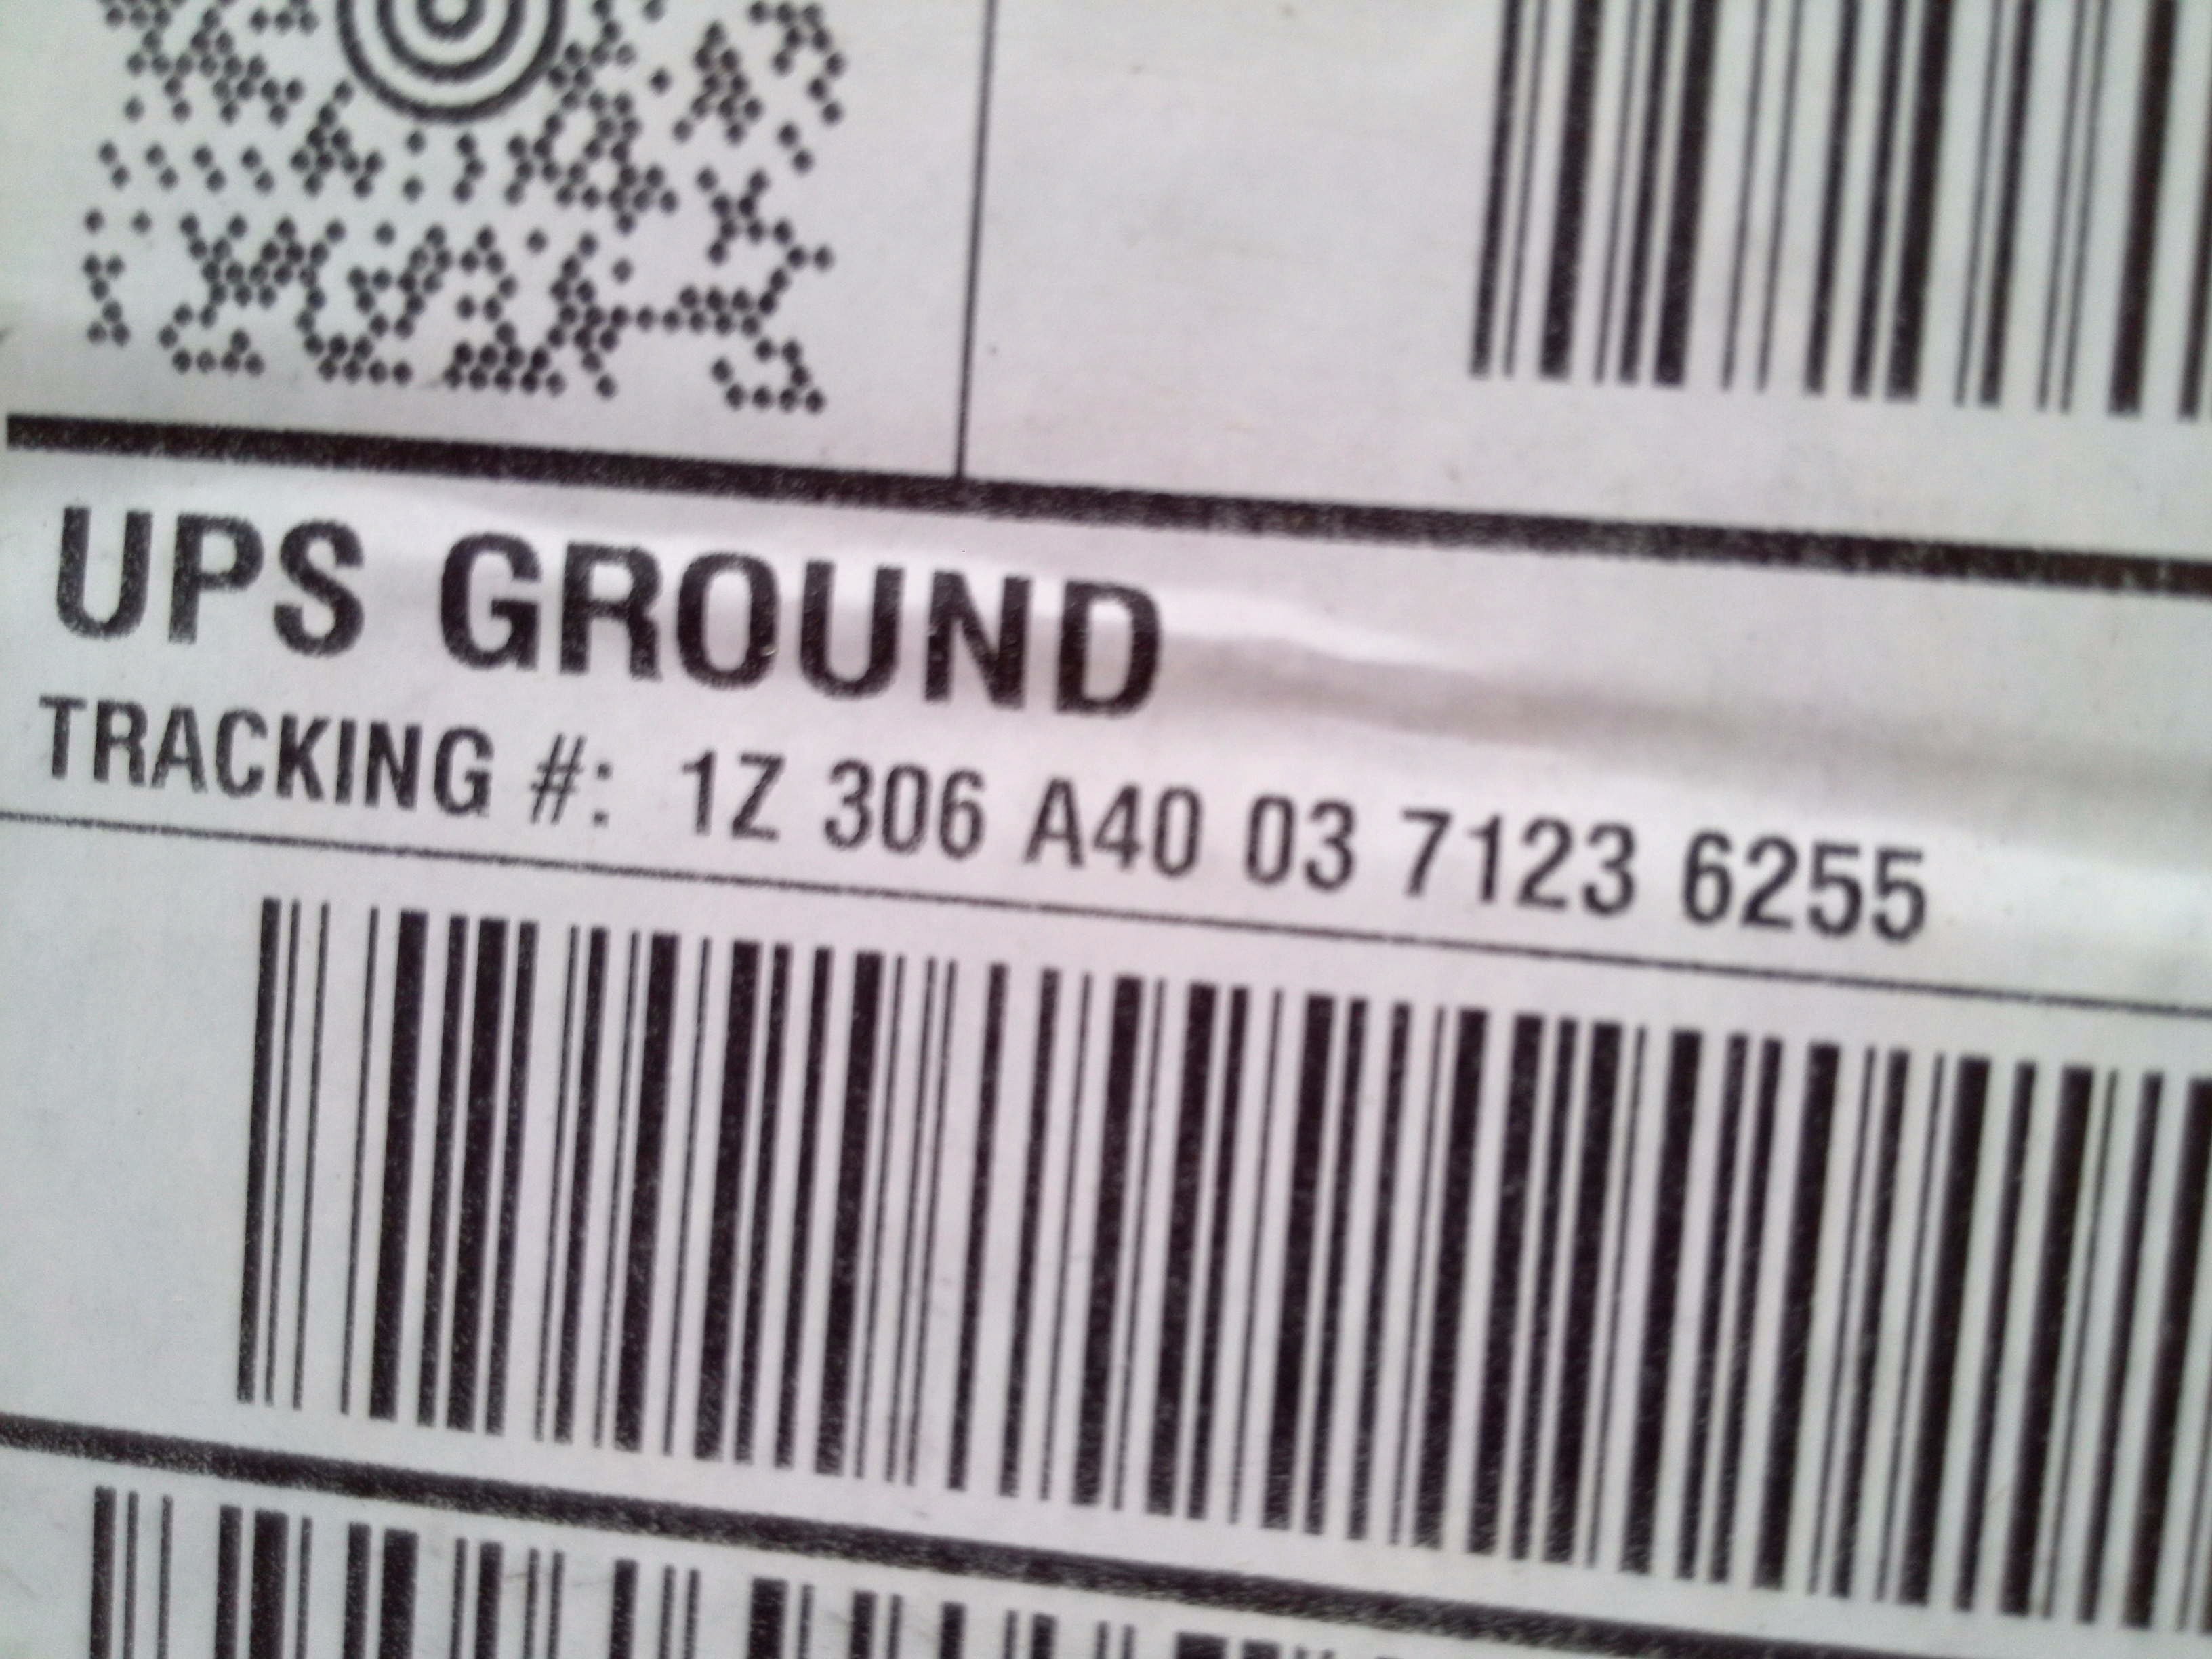 UPS GROUND
TRACKING #: 1Z 306 A40 03 7123 6255